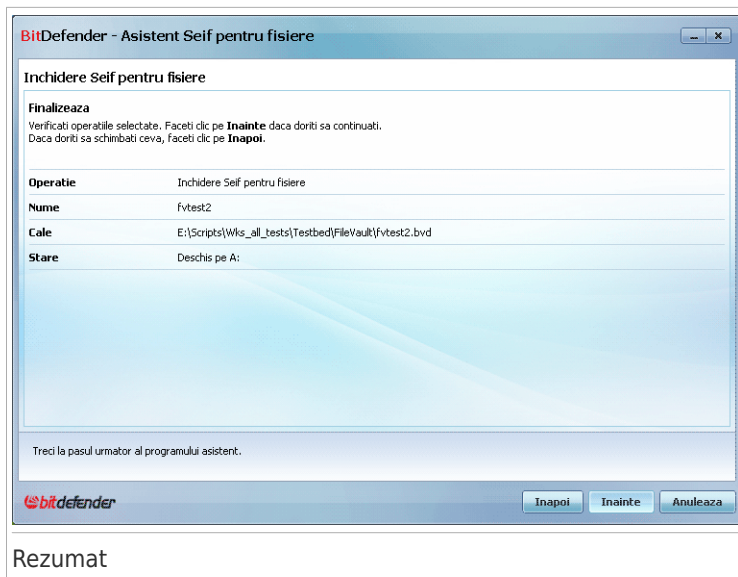 BitDefender - Asistent Seif pentru fisiere
Inchidere Seif pentru fisiere
Finalizeaza
Verificati operatiile selectate. Faceti clic pe Inainte daca doriti sa continuati.
Daca doriti sa schimbati ceva, faceti clic pe Inapoi.
Operatie Inchidere Seif pentru fisiere
Nume fvtest2
Cale E:\Scripts\Wks_all_tests\Testbed\FileVault\fvtest2.bvd
Stare Deschis pe A:
Treci la pasul urmator al programului asistent.
bitdefender Inapoi Inainte Anuleaza
Rezumat